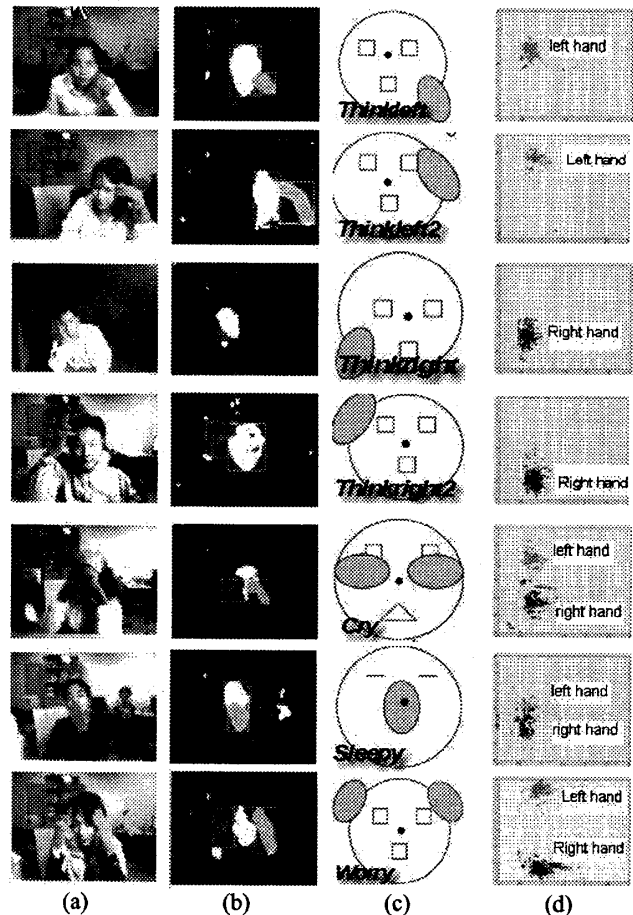 left hand
Thinkleft
Left hand
Thinkleft2
Right hand
Thinkright
Right hand
Thinkright2
left hand
right hand
Cry
left hand
right hand
Sleepy
Left hand
Right hand
Worry
(a) (b) (c) (d)